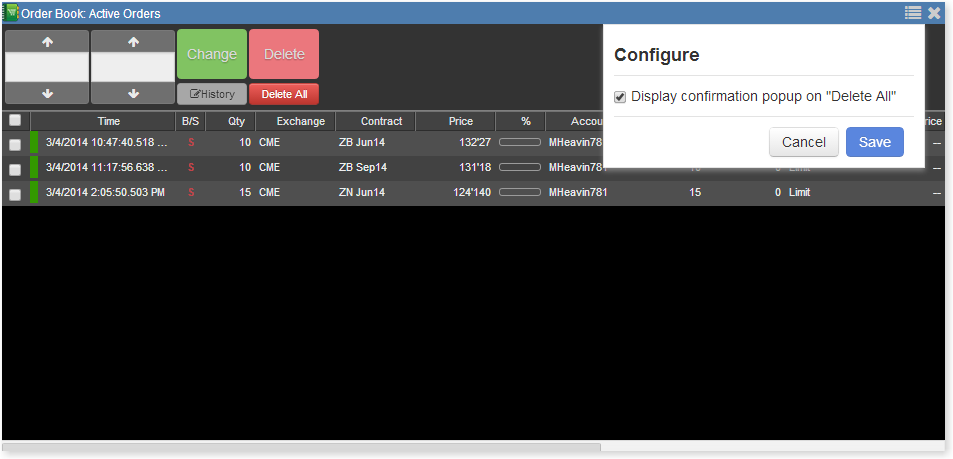 Order Book: Active Orders
Configure
Display confirmation popup on "Delete All"
Cancel Save
Change Delete
History Delete All
Time B/S Qty Exchange Contract Price % Accou rice
3/4/2014 10:47:40.518 ... S 10 CME ZB Jun14 132'27 MHeavin781 --
3/4/2014 11:17:56.638 ... S 10 CME ZB Sep14 131'18 MHeavin781 10 0 Limit --
3/4/2014 2:05:50.503 PM S 15 CME ZN Jun14 124'140 MHeavin781 15 0 Limit --